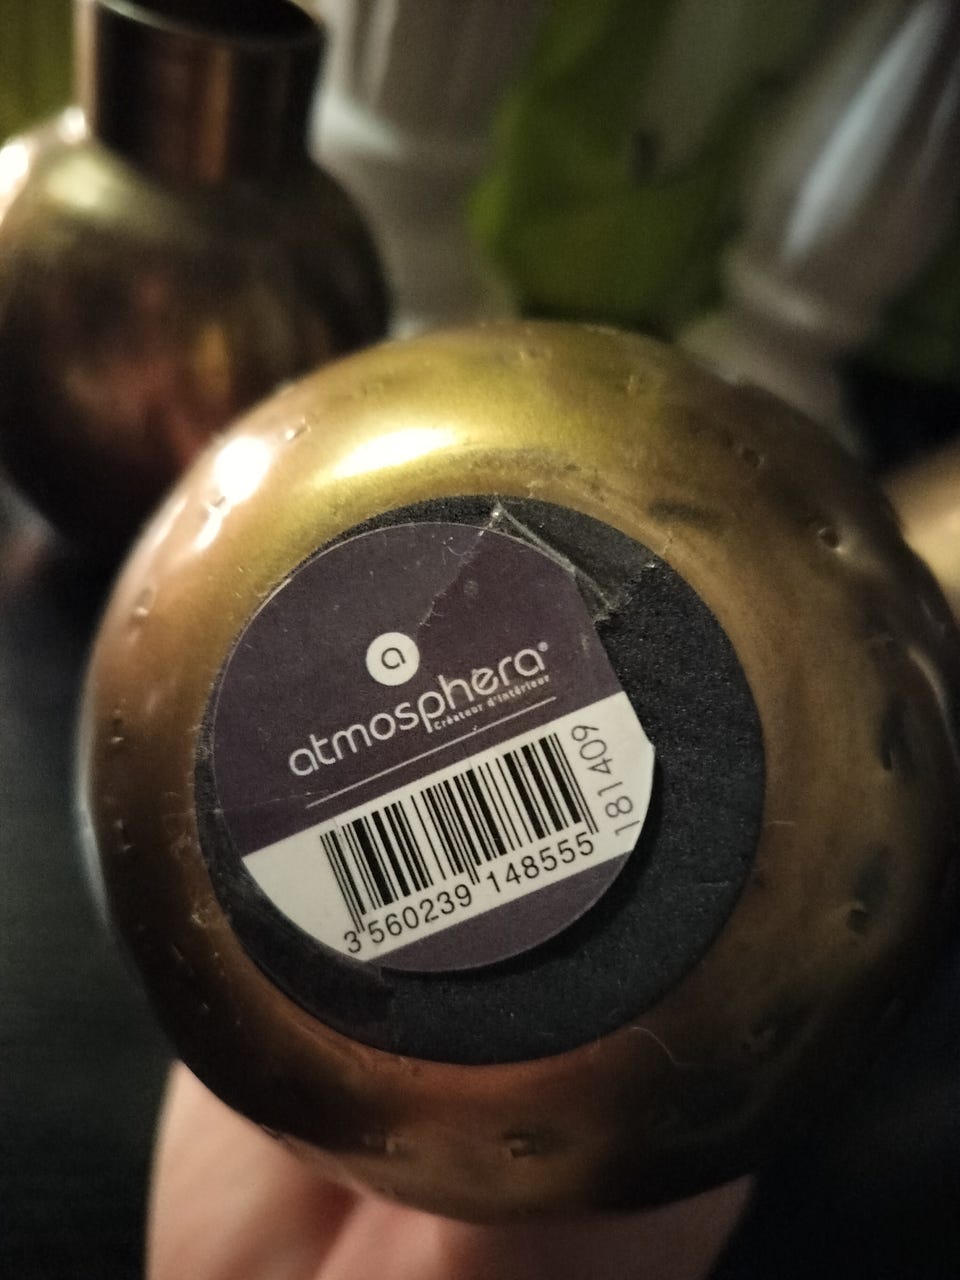 a
atmosphera®
Créateur d'intérieur
181409
3 560239 148555